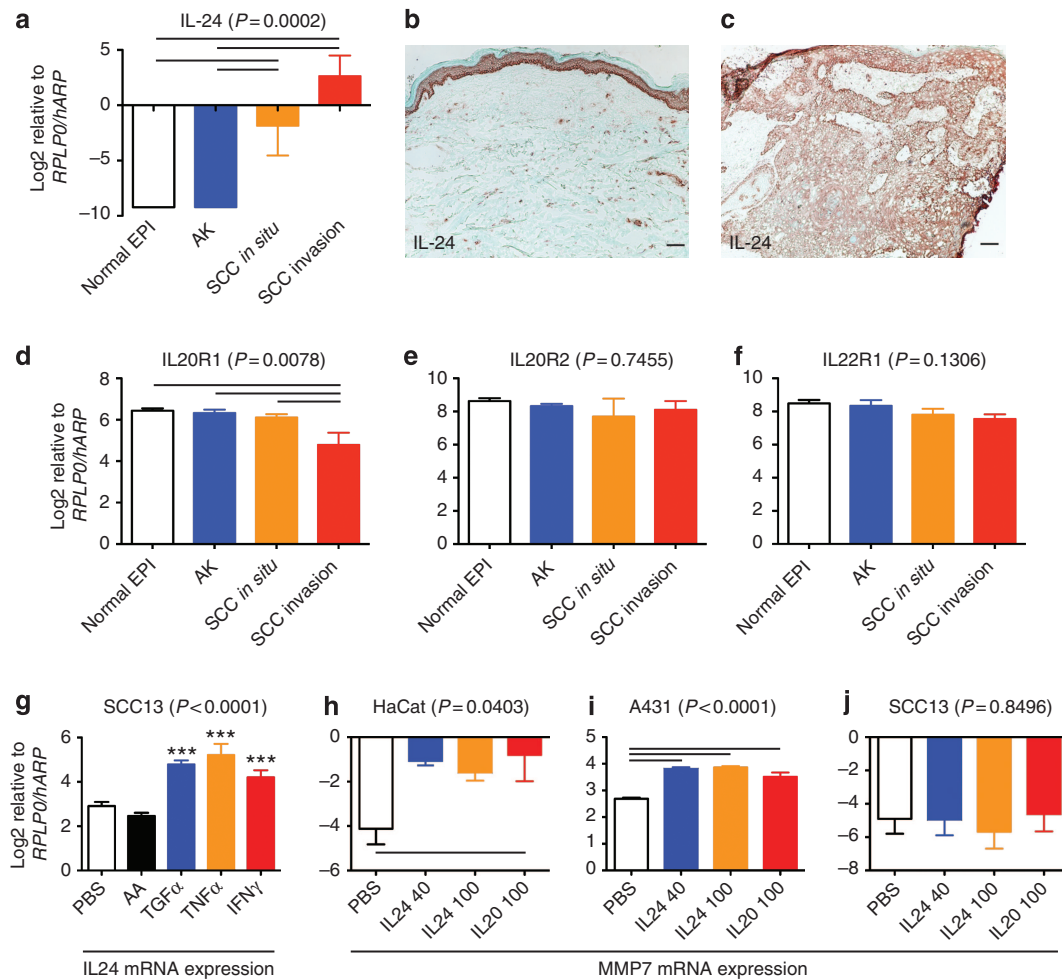 a
IL-24 (P = 0.0002)
Log2 relative to
RPLP0/hARP
5
0
−5
−10
Normal EPI
AK
SCC in situ
SCC invasion
b
IL-24
c
IL-24
d
IL20R1 (P = 0.0078)
Log2 relative to
RPLP0/hARP
8
6
4
2
0
Normal EPI
AK
SCC in situ
SCC invasion
e
IL20R2 (P = 0.7455)
10
8
6
4
2
0
Normal EPI
AK
SCC in situ
SCC invasion
f
IL22R1 (P = 0.1306)
10
8
6
4
2
0
Normal EPI
AK
SCC in situ
SCC invasion
g
SCC13 (P < 0.0001)
Log2 relative to
RPLP0/hARP
6
4
2
0
*** *** ***
PBS
AA
TGFα
TNFα
IFNγ
IL24 mRNA expression
h
HaCat (P = 0.0403)
0
−2
−4
−6
PBS
IL24 40
IL24 100
IL20 100
i
A431 (P < 0.0001)
5
4
3
2
1
0
PBS
IL24 40
IL24 100
IL20 100
j
SCC13 (P = 0.8496)
0
−2
−4
−6
−8
PBS
IL24 40
IL24 100
IL20 100
MMP7 mRNA expression